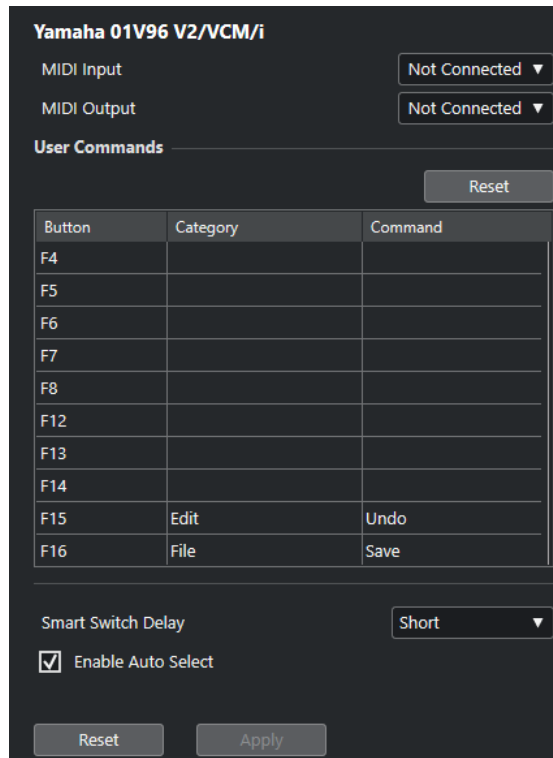 Yamaha 01V96 V2/VCM/i
MIDI Input Not Connected
MIDI Output Not Connected
User Commands
Reset
Button Category Command
F4
F5
F6
F7
F8
F12
F13
F14
F15 Edit Undo
F16 File Save
Smart Switch Delay Short
Enable Auto Select
Reset Apply